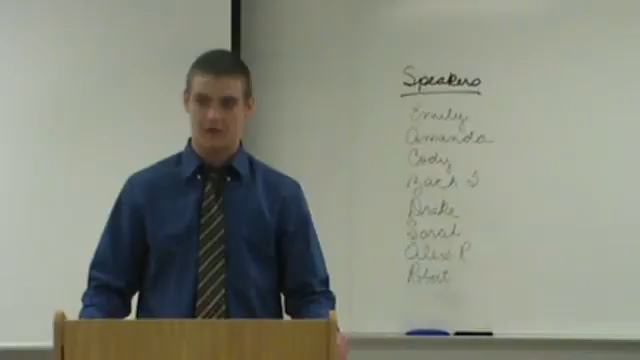 Speakers
Emily
Amanda
Cody
Zach S
Drake
Sarah
Alex R
Robert